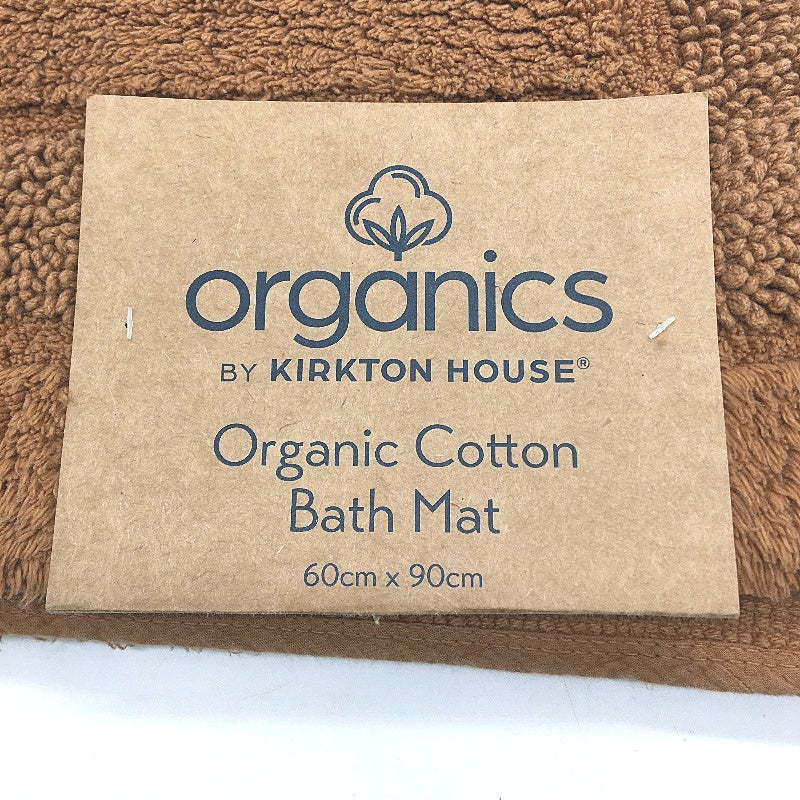 organics
BY KIRKTON HOUSE®
Organic Cotton
Bath Mat
60cm x 90cm